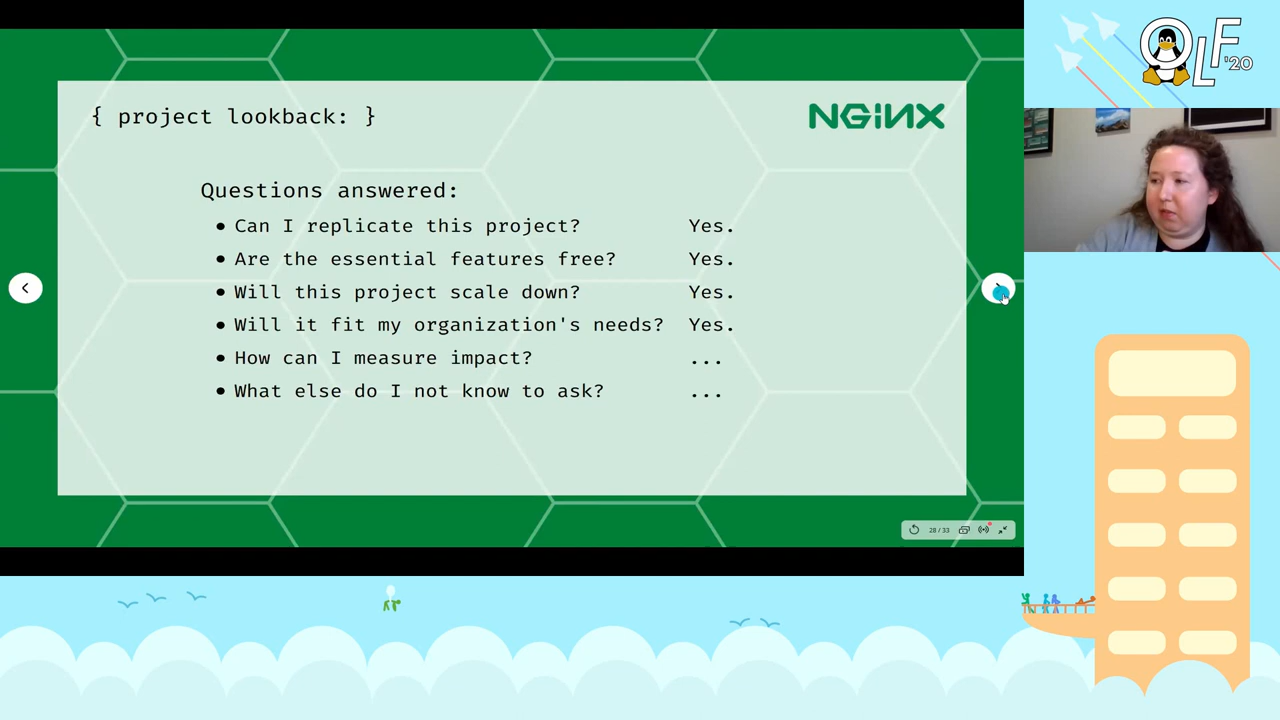 { project lookback: }
NGINX
Questions answered:
• Can I replicate this project? Yes.
• Are the essential features free? Yes.
• Will this project scale down? Yes.
• Will it fit my organization's needs? Yes.
• How can I measure impact? ...
• What else do I not know to ask? ...
28 / 33
OLF '20